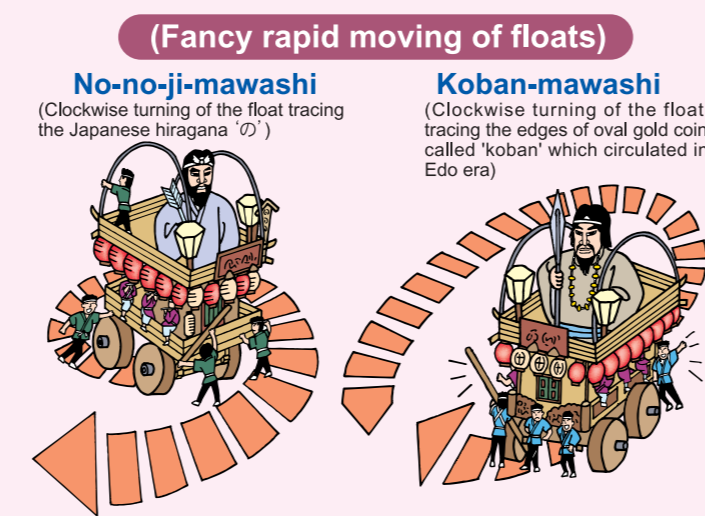 (Fancy rapid moving of floats)
No-no-ji-mawashi
(Clockwise turning of the float tracing
the Japanese hiragana ‘の’)
Koban-mawashi
(Clockwise turning of the float
tracing the edges of oval gold coin
called 'koban' which circulated in
Edo era)